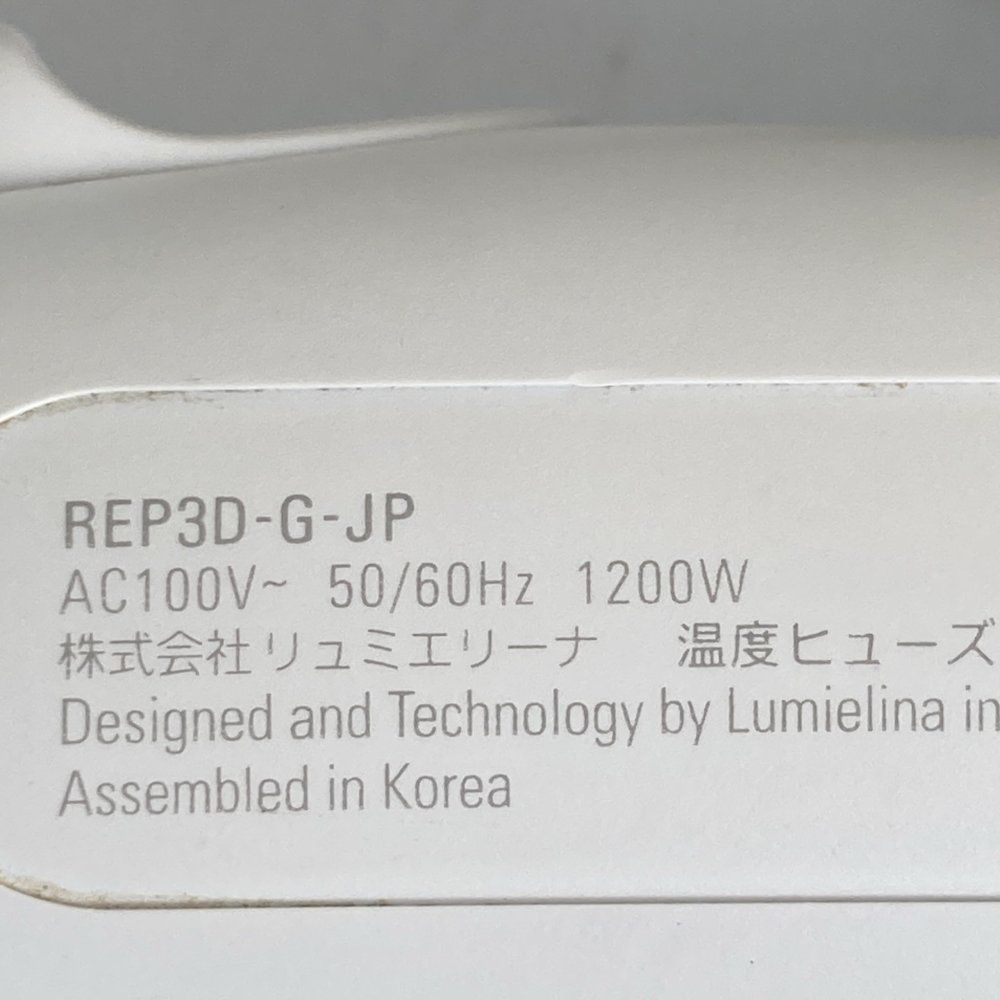 REP3D-G-JP
AC100V~ 50/60Hz 1200W
株式会社リュミエリーナ 温度ヒューズ
Designed and Technology by Lumielina in
Assembled in Korea